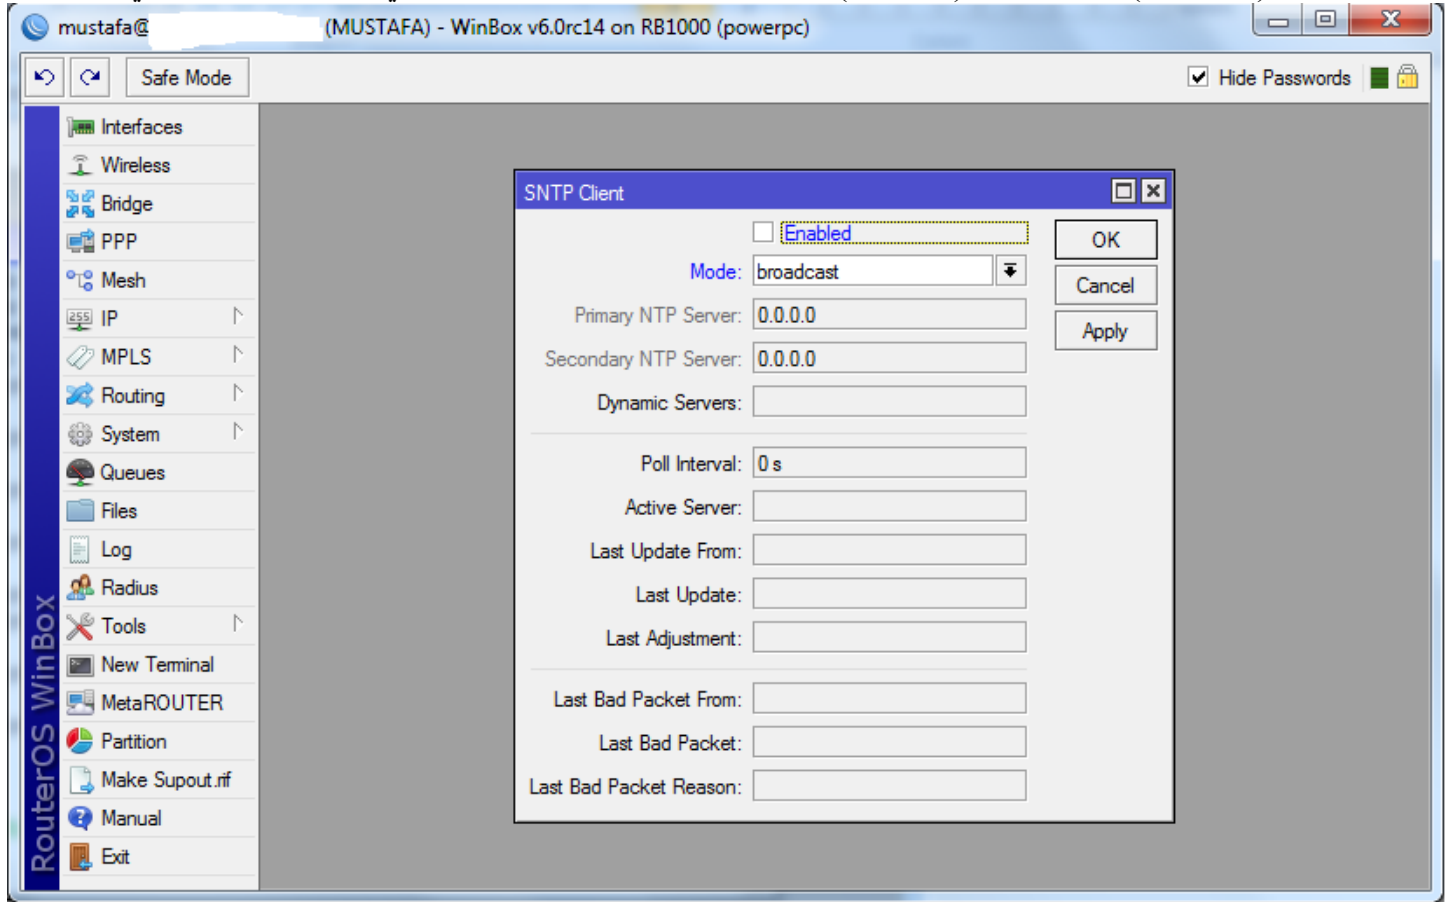 mustafa@ (MUSTAFA) - WinBox v6.0rc14 on RB1000 (powerpc)
Safe Mode
Hide Passwords
Interfaces
Wireless
Bridge
PPP
Mesh
IP
MPLS
Routing
System
Queues
Files
Log
Radius
Tools
New Terminal
MetaROUTER
Partition
Make Supout.rif
Manual
Exit
RouterOS WinBox
SNTP Client
Enabled
Mode: broadcast
Primary NTP Server: 0.0.0.0
Secondary NTP Server: 0.0.0.0
Dynamic Servers:
Poll Interval: 0 s
Active Server:
Last Update From:
Last Update:
Last Adjustment:
Last Bad Packet From:
Last Bad Packet:
Last Bad Packet Reason:
OK
Cancel
Apply